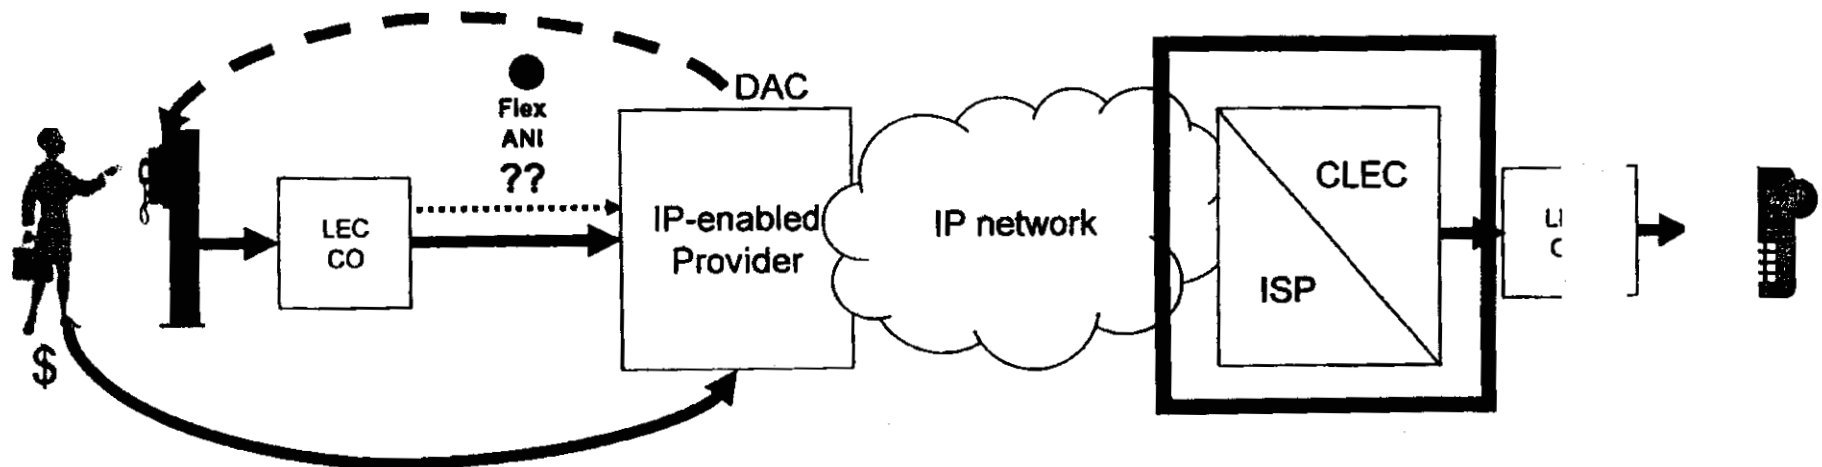 DAC
Flex
ANI
??
LEC
CO
IP-enabled
Provider
IP network
CLEC
ISP
$